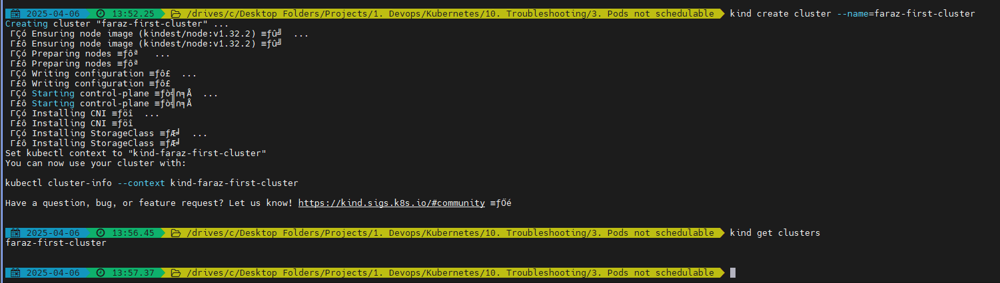 2025-04-06 13:52.25 /drives/c/Desktop Folders/Projects/1. Devops/Kubernetes/10. Troubleshooting/3. Pods not schedulable kind create cluster --name=faraz-first-cluster
Creating cluster "faraz-first-cluster" ...
ΓÇó Ensuring node image (kindest/node:v1.32.2) ≡ƒû╝ ...
Γ£ô Ensuring node image (kindest/node:v1.32.2) ≡ƒû╝
ΓÇó Preparing nodes ≡ƒôª ...
Γ£ô Preparing nodes ≡ƒôª
ΓÇó Writing configuration ≡ƒô£ ...
Γ£ô Writing configuration ≡ƒô£
ΓÇó Starting control-plane ≡ƒò╣∩╕Å ...
Γ£ô Starting control-plane ≡ƒò╣∩╕Å
ΓÇó Installing CNI ≡ƒöî ...
Γ£ô Installing CNI ≡ƒöî
ΓÇó Installing StorageClass ≡ƒÆ╛ ...
Γ£ô Installing StorageClass ≡ƒÆ╛
Set kubectl context to "kind-faraz-first-cluster"
You can now use your cluster with:
kubectl cluster-info --context kind-faraz-first-cluster
Have a question, bug, or feature request? Let us know! https://kind.sigs.k8s.io/#community ≡ƒÖé
2025-04-06 13:56.45 /drives/c/Desktop Folders/Projects/1. Devops/Kubernetes/10. Troubleshooting/3. Pods not schedulable kind get clusters
faraz-first-cluster
2025-04-06 13:57.37 /drives/c/Desktop Folders/Projects/1. Devops/Kubernetes/10. Troubleshooting/3. Pods not schedulable